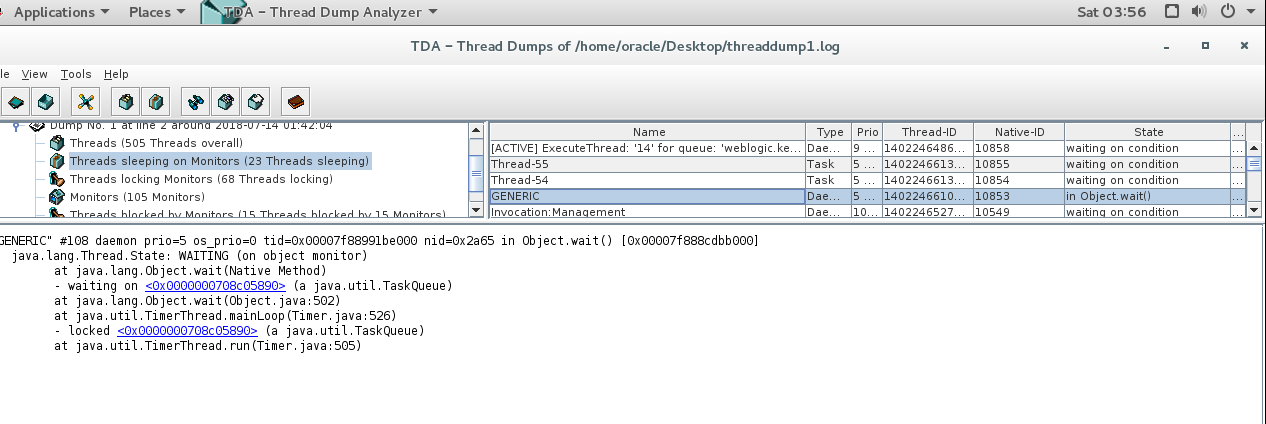 Applications Places TDA – Thread Dump Analyzer Sat 03:56
TDA – Thread Dumps of /home/oracle/Desktop/threaddump1.log
le View Tools Help
Dump No. 1 at line 2 around 2018-07-14 01:42:04
Threads (505 Threads overall)
Threads sleeping on Monitors (23 Threads sleeping)
Threads locking Monitors (68 Threads locking)
Monitors (105 Monitors)
Threads blocked by Monitors (15 Threads blocked by 15 Monitors)
Name Type Prio Thread-ID Native-ID State ...
[ACTIVE] ExecuteThread: '14' for queue: 'weblogic.ke... Dae... 9 ... 1402246486... 10858 waiting on condition ...
Thread-55 Task 5 ... 1402246613... 10855 waiting on condition ...
Thread-54 Task 5 ... 1402246613... 10854 waiting on condition ...
GENERIC Dae... 5 ... 1402246610... 10853 in Object.wait() ...
Invocation:Management Dae... 10... 1402246527... 10549 waiting on condition ...
GENERIC" #108 daemon prio=5 os_prio=0 tid=0x00007f88991be000 nid=0x2a65 in Object.wait() [0x00007f888cdbb000]
java.lang.Thread.State: WAITING (on object monitor)
at java.lang.Object.wait(Native Method)
- waiting on <0x0000000708c05890> (a java.util.TaskQueue)
at java.lang.Object.wait(Object.java:502)
at java.util.TimerThread.mainLoop(Timer.java:526)
- locked <0x0000000708c05890> (a java.util.TaskQueue)
at java.util.TimerThread.run(Timer.java:505)